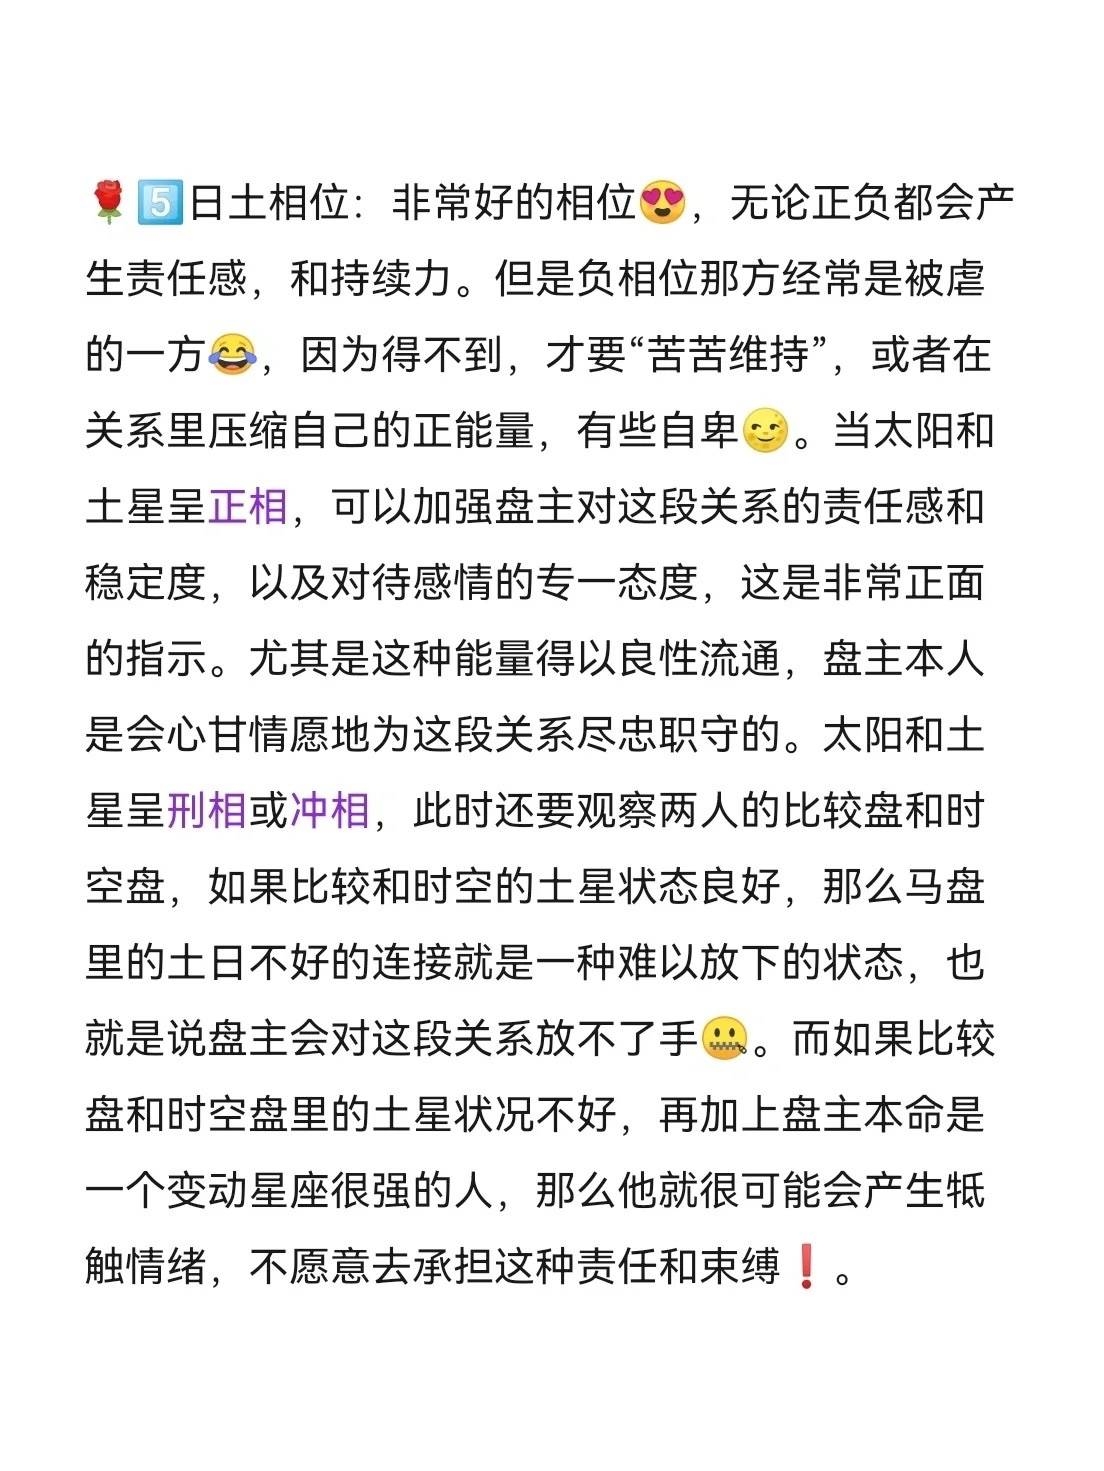 🌹5️⃣日土相位：非常好的相位😍，无论正负都会产
生责任感，和持续力。但是负相位那方经常是被虐
的一方😂，因为得不到，才要“苦苦维持”，或者在
关系里压缩自己的正能量，有些自卑🌝。当太阳和
土星呈正相，可以加强盘主对这段关系的责任感和
稳定度，以及对待感情的专一态度，这是非常正面
的指示。尤其是这种能量得以良性流通，盘主本人
是会心甘情愿地为这段关系尽忠职守的。太阳和土
星呈刑相或冲相，此时还要观察两人的比较盘和时
空盘，如果比较和时空的土星状态良好，那么马盘
里的土日不好的连接就是一种难以放下的状态，也
就是说盘主会对这段关系放不了手🤐。而如果比较
盘和时空盘里的土星状况不好，再加上盘主本命是
一个变动星座很强的人，那么他就很可能会产生牴
触情绪，不愿意去承担这种责任和束缚❗。